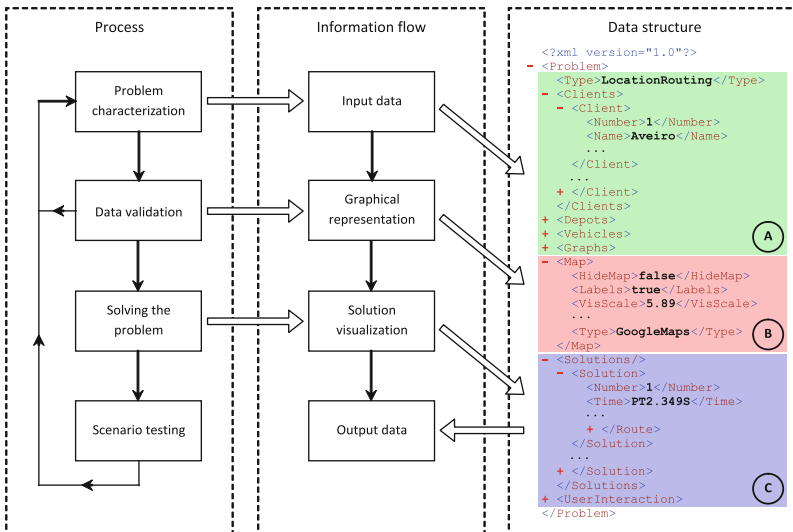 Process
Problem
characterization
Data validation
Solving the
problem
Scenario testing
Information flow
Input data
Graphical
representation
Solution
visualization
Output data
Data structure
<?xml version="1.0"?>
- <Problem>
<Type>LocationRouting</Type>
- <Clients>
- <Client>
<Number>1</Number>
<Name>Aveiro</Name>
...
</Client>
...
+ </Client>
</Clients>
+ <Depots>
+ <Vehicles>
+ <Graphs>
A
- <Map>
<HideMap>false</HideMap>
<Labels>true</Labels>
<VisScale>5.89</VisScale>
...
<Type>GoogleMaps</Type>
</Map>
B
- <Solutions/>
- <Solution>
<Number>1</Number>
<Time>PT2.349S</Time>
...
+ </Route>
</Solution>
...
+ </Solution>
</Solutions>
+ <UserInteraction>
C
</Problem>